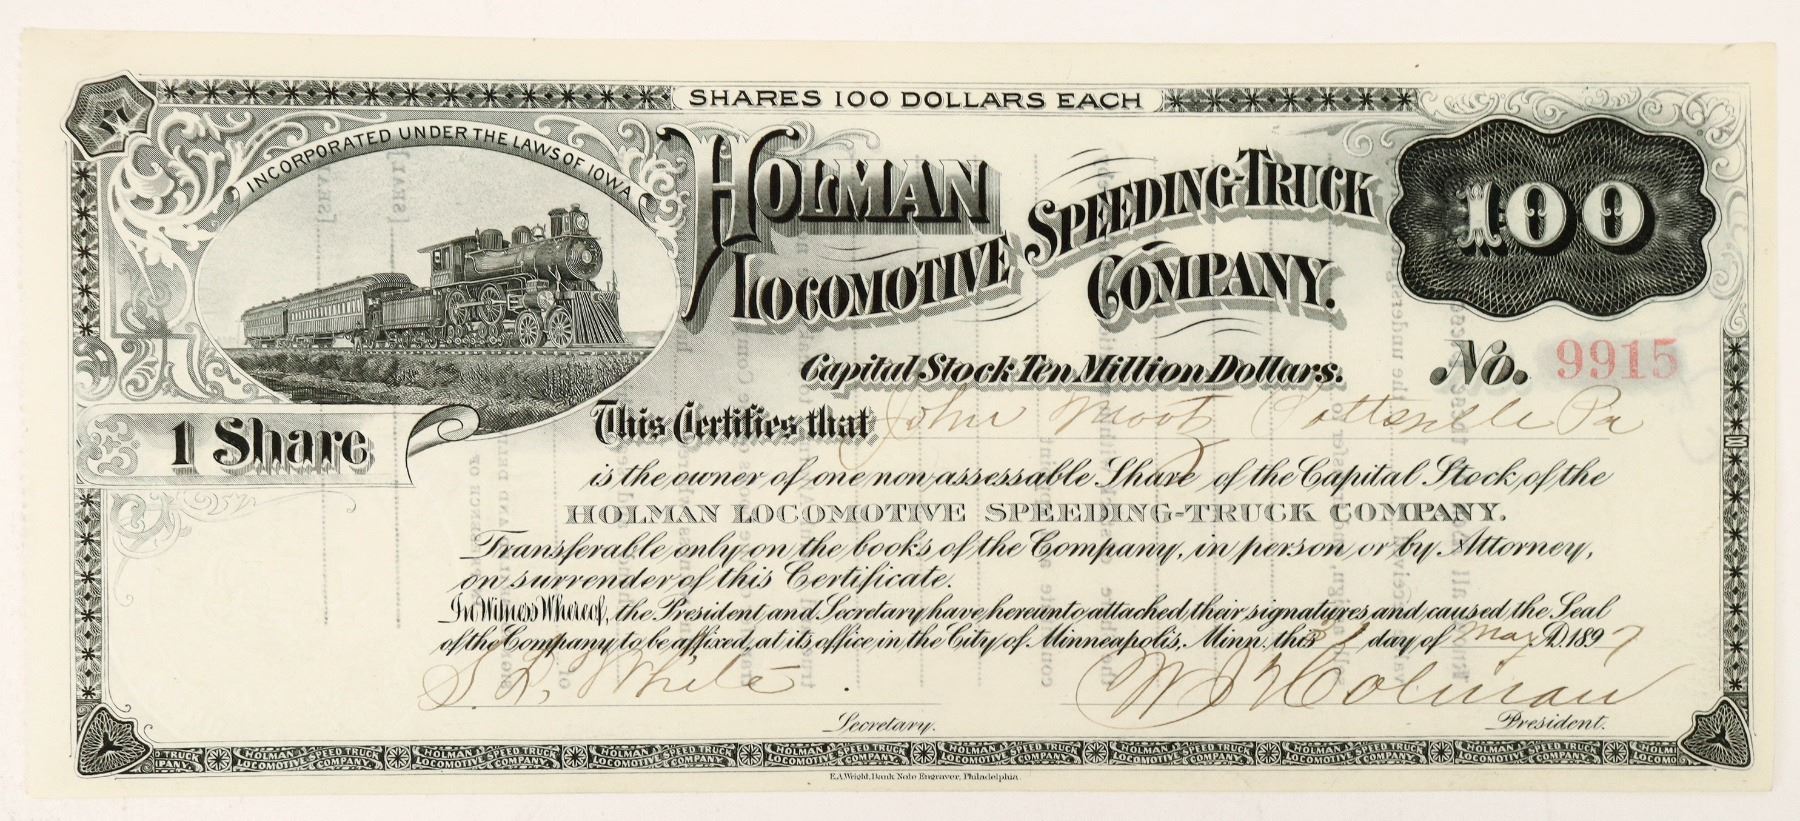 SHARES 100 DOLLARS EACH
INCORPORATED UNDER THE LAWS OF IOWA
HOLMAN
LOCOMOTIVE SPEEDING-TRUCK
COMPANY.
100
Capital Stock Ten Million Dollars.
No. 9915
1 Share
This Certifies that John Mootz Pottsville Pa
is the owner of one non-assessable Share of the Capital Stock of the
HOLMAN LOCOMOTIVE SPEEDING-TRUCK COMPANY.
Transferable only on the books of the Company, in person or by Attorney,
on surrender of this Certificate.
In Witness Whereof, the President and Secretary have hereunto attached their signatures and caused the Seal
of the Company to be affixed, at its office in the City of Minneapolis, Minn. this day of May A.D. 1897
S. L. White W J Holman
Secretary. President.
HOLMAN SPEED TRUCK LOCOMOTIVE COMPANY.
E.A. Wright, Bank Note Engraver, Philadelphia.